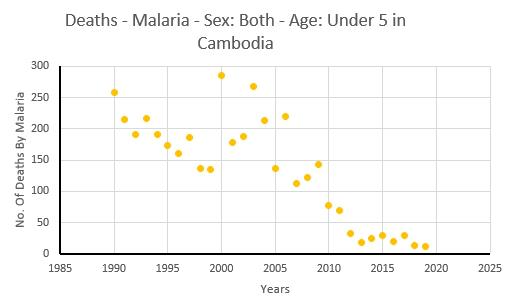 Deaths - Malaria - Sex: Both - Age: Under 5 in
Cambodia
300
250
200
150
100
50
0
No. Of Deaths By Malaria
1985 1990 1995 2000 2005 2010 2015 2020 2025
Years